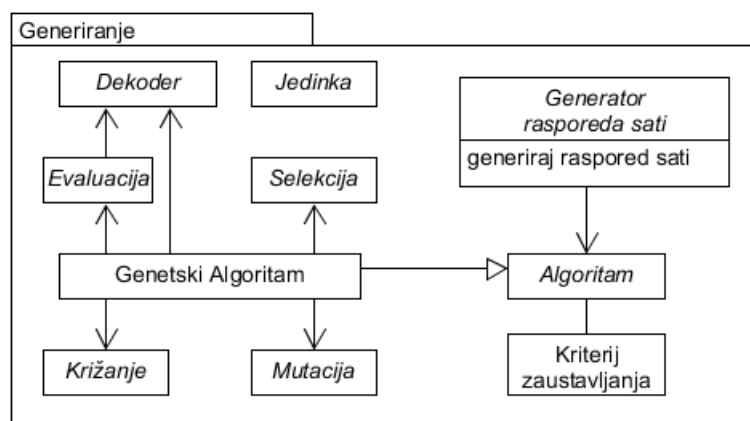 Generiranje
Dekoder
Jedinka
Generator
rasporeda sati
generiraj raspored sati
Evaluacija
Selekcija
Genetski Algoritam
Algoritam
Križanje
Mutacija
Kriterij
zaustavljanja